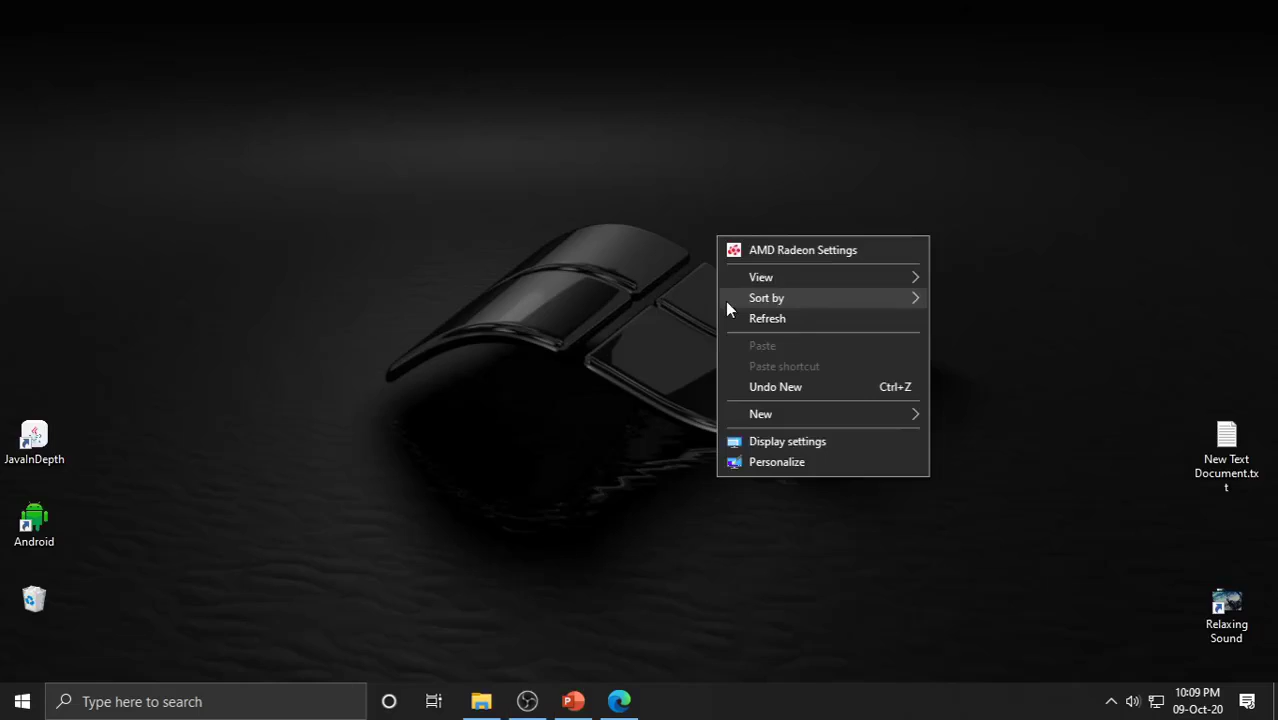 AMD Radeon Settings
View
Sort by
Refresh
Paste
Paste shortcut
Undo New Ctrl+Z
New
Display settings
Personalize
JavaInDepth
Android
New Text
Document.tx
t
Relaxing
Sound
Type here to search
10:09 PM
09-Oct-20